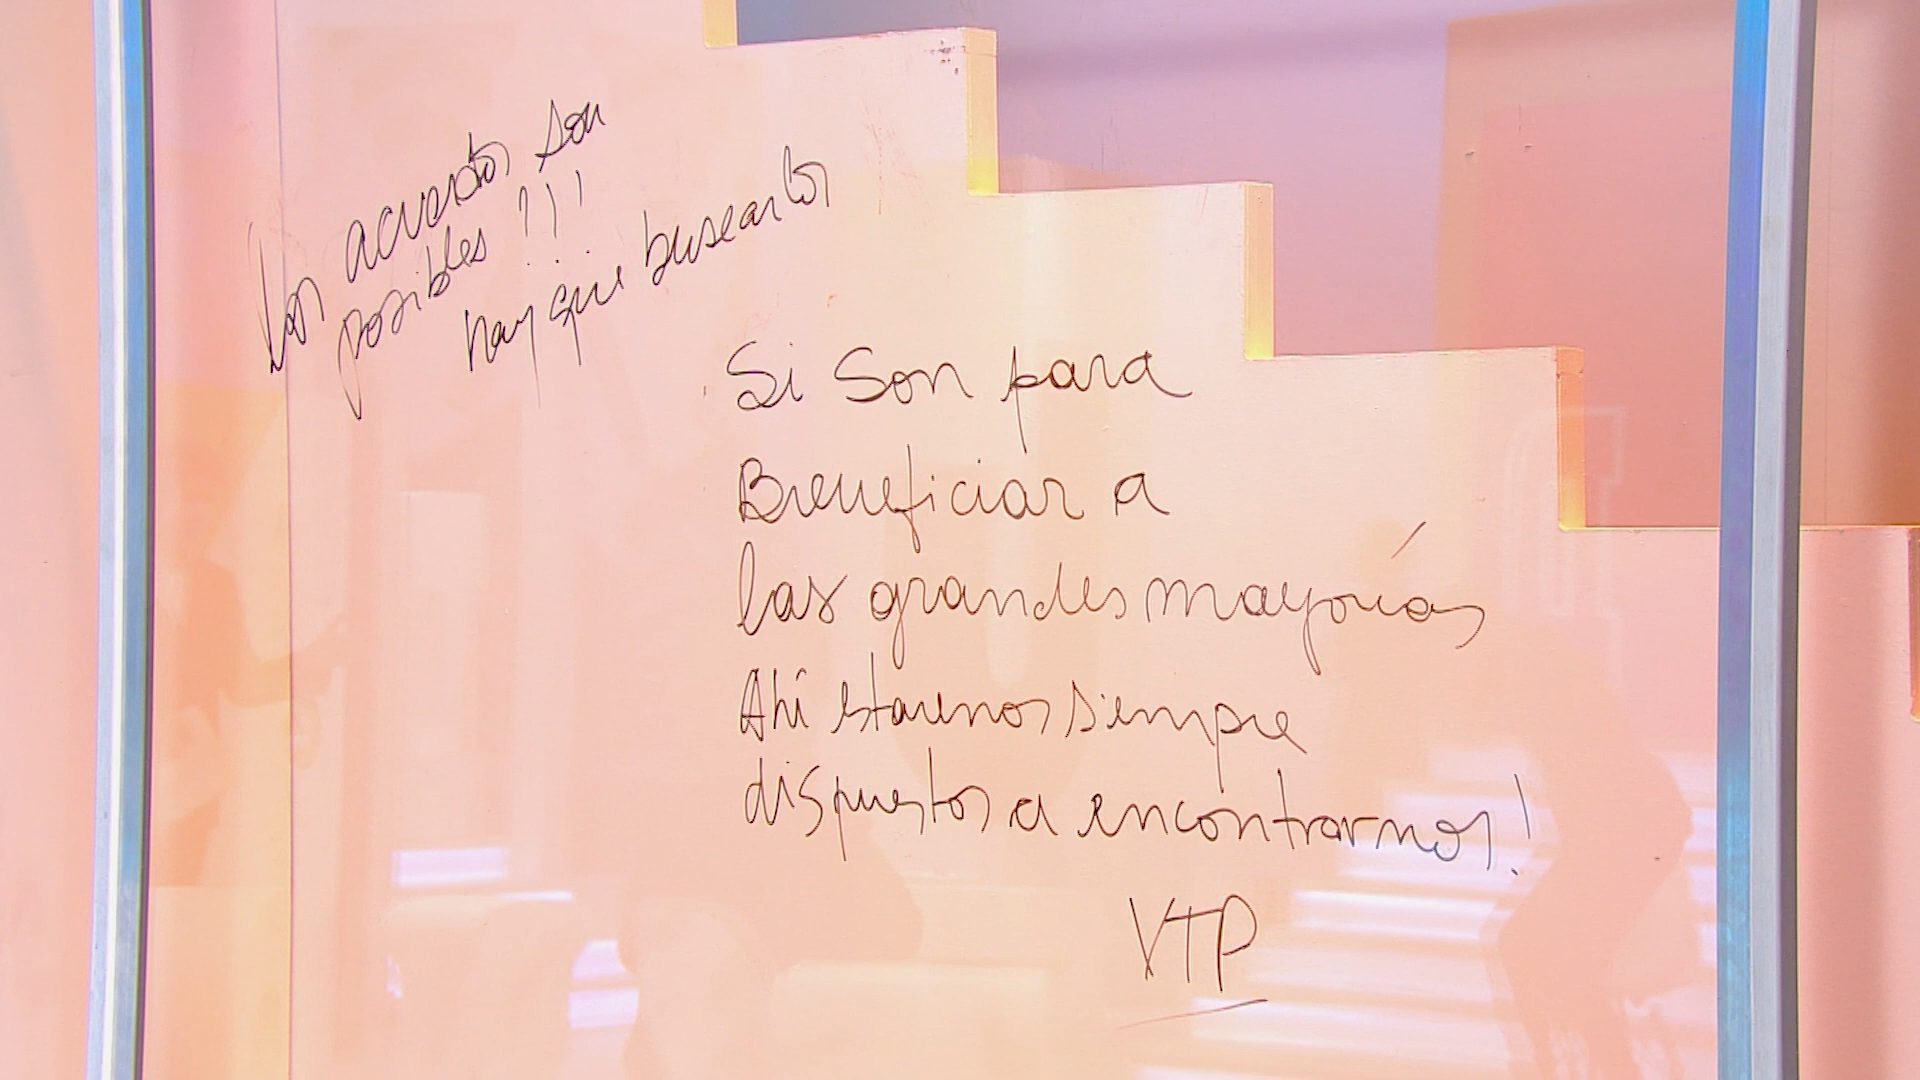 Los acuerdos son
posibles!!!
hay que buscarlos
Si Son para
Beneficiar a
las grandes mayorías
Ahí estaremos siempre
dispuestos a encontrarnos!
VTP